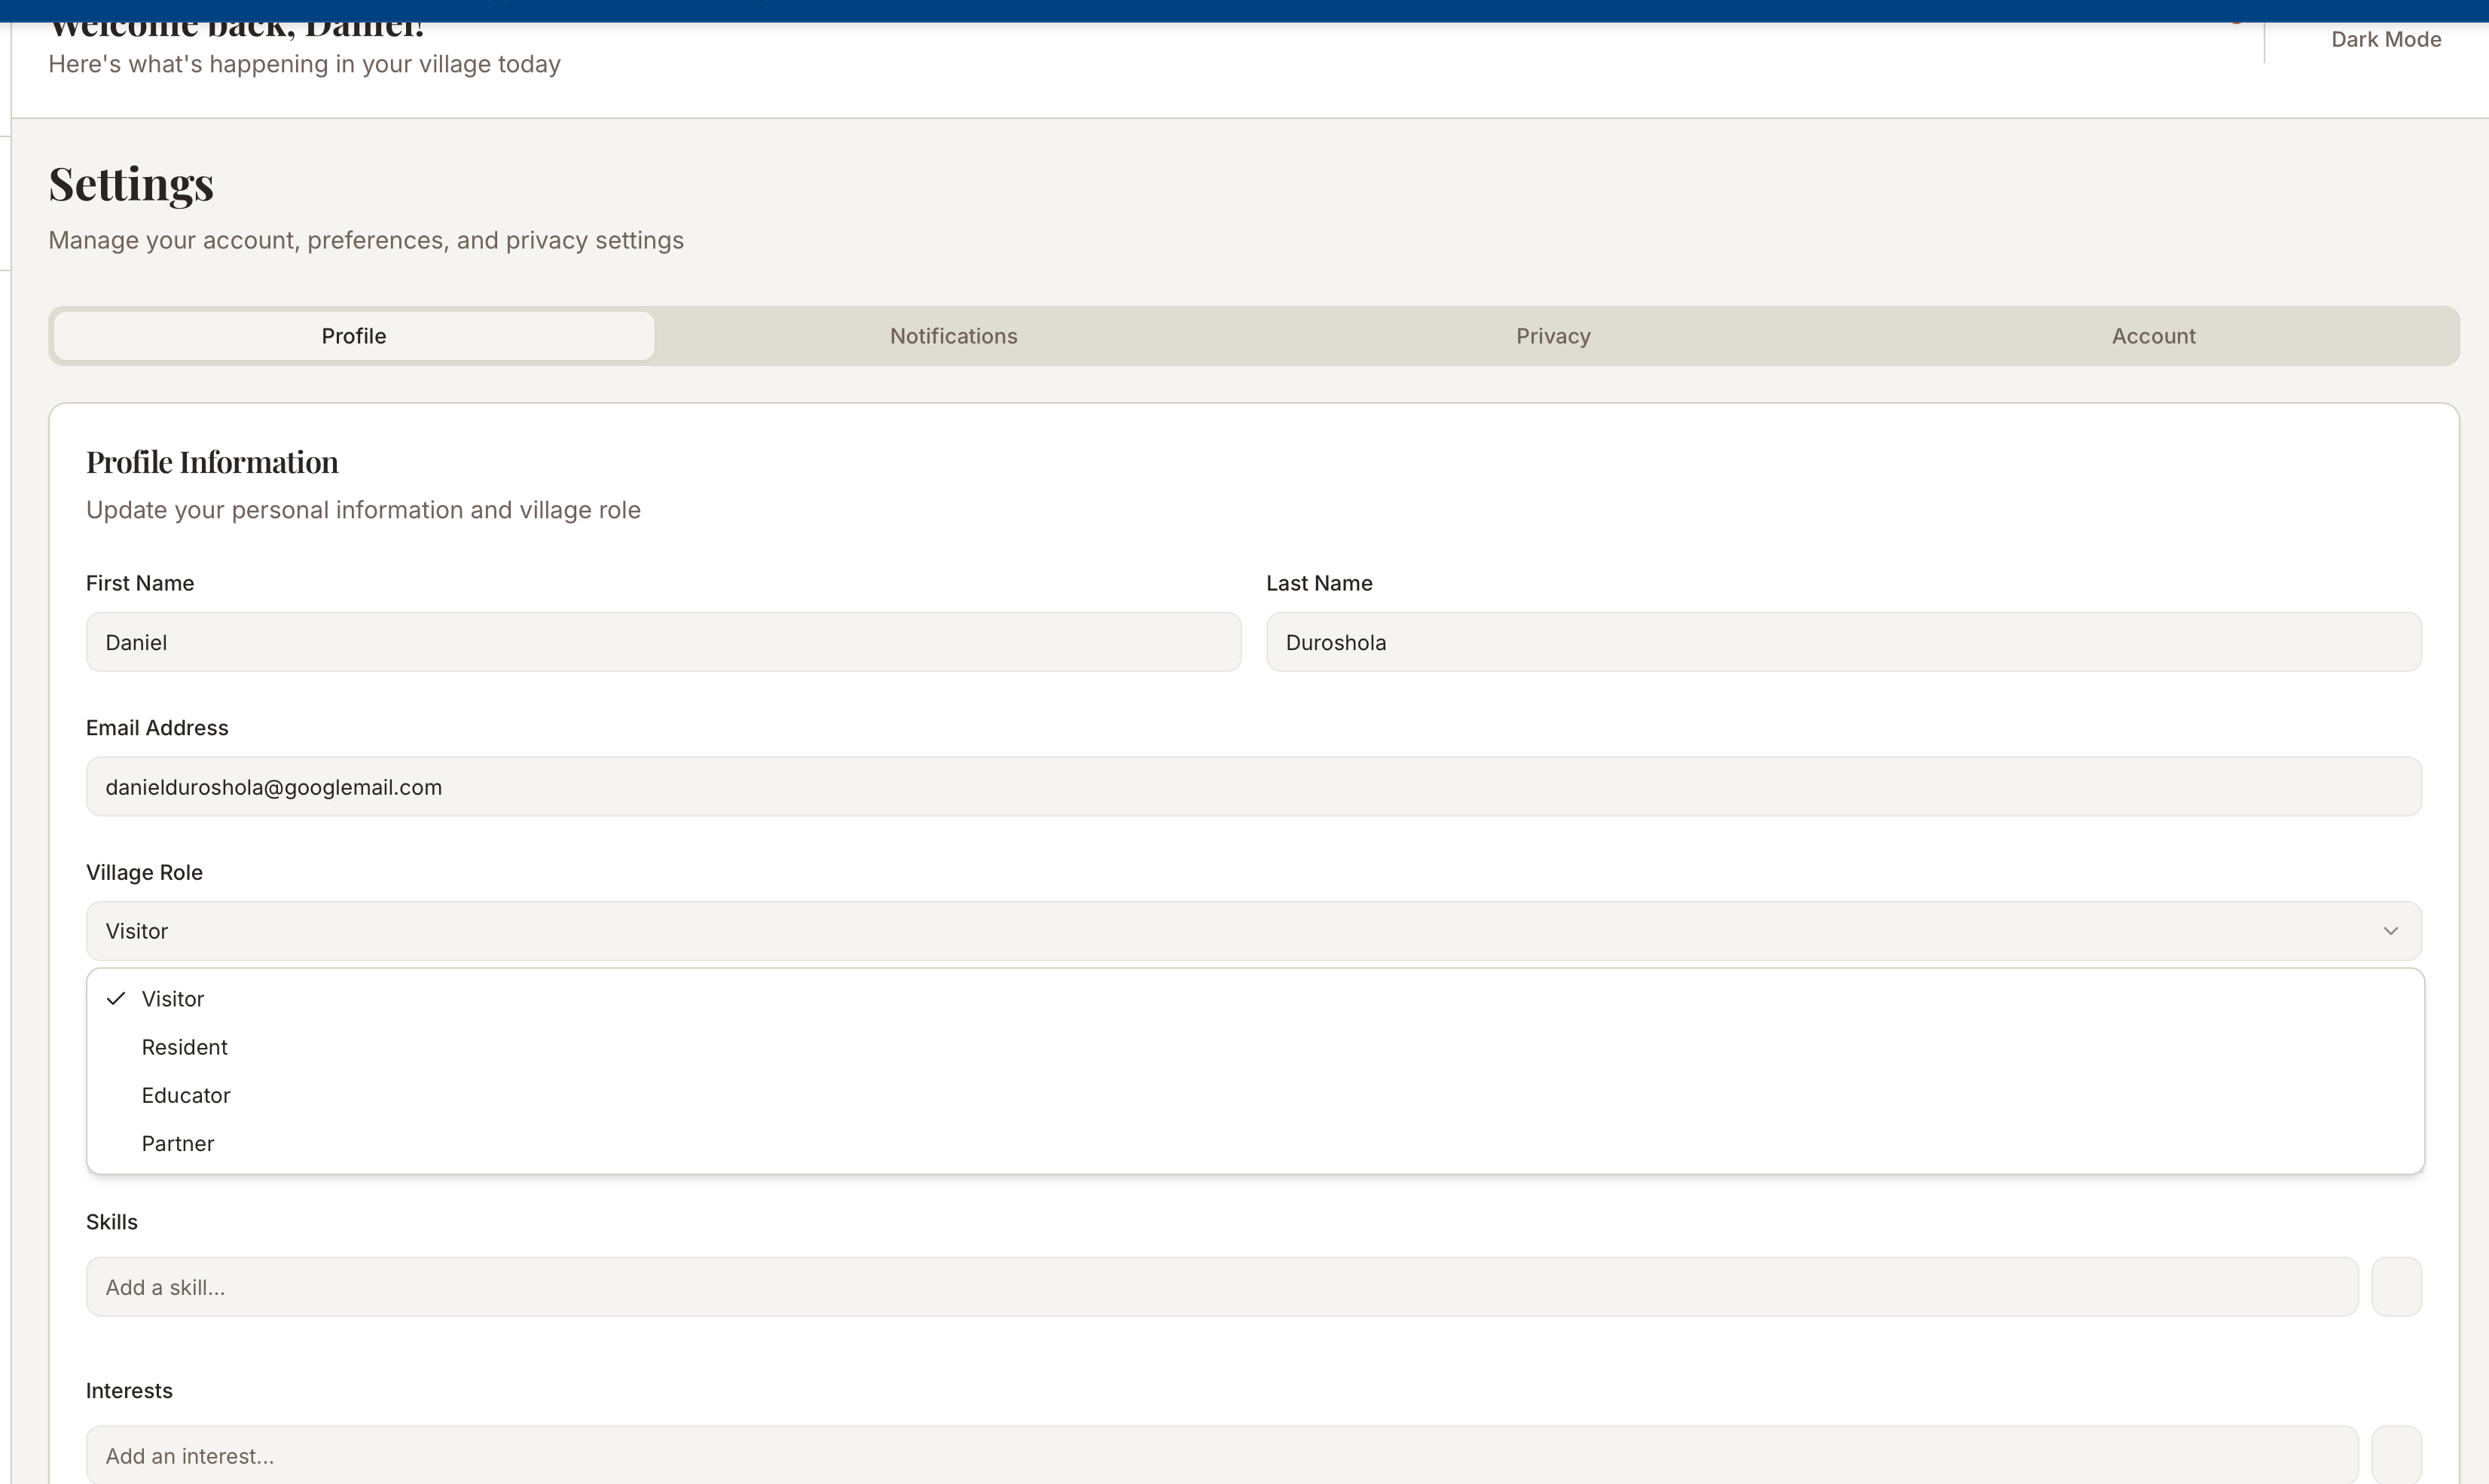 Welcome back, Daniel!
Here's what's happening in your village today
Dark Mode
Settings
Manage your account, preferences, and privacy settings
Profile
Notifications
Privacy
Account
Profile Information
Update your personal information and village role
First Name
Last Name
Daniel
Duroshola
Email Address
danielduroshola@googlemail.com
Village Role
Visitor
Visitor
Resident
Educator
Partner
Skills
Add a skill...
Interests
Add an interest...